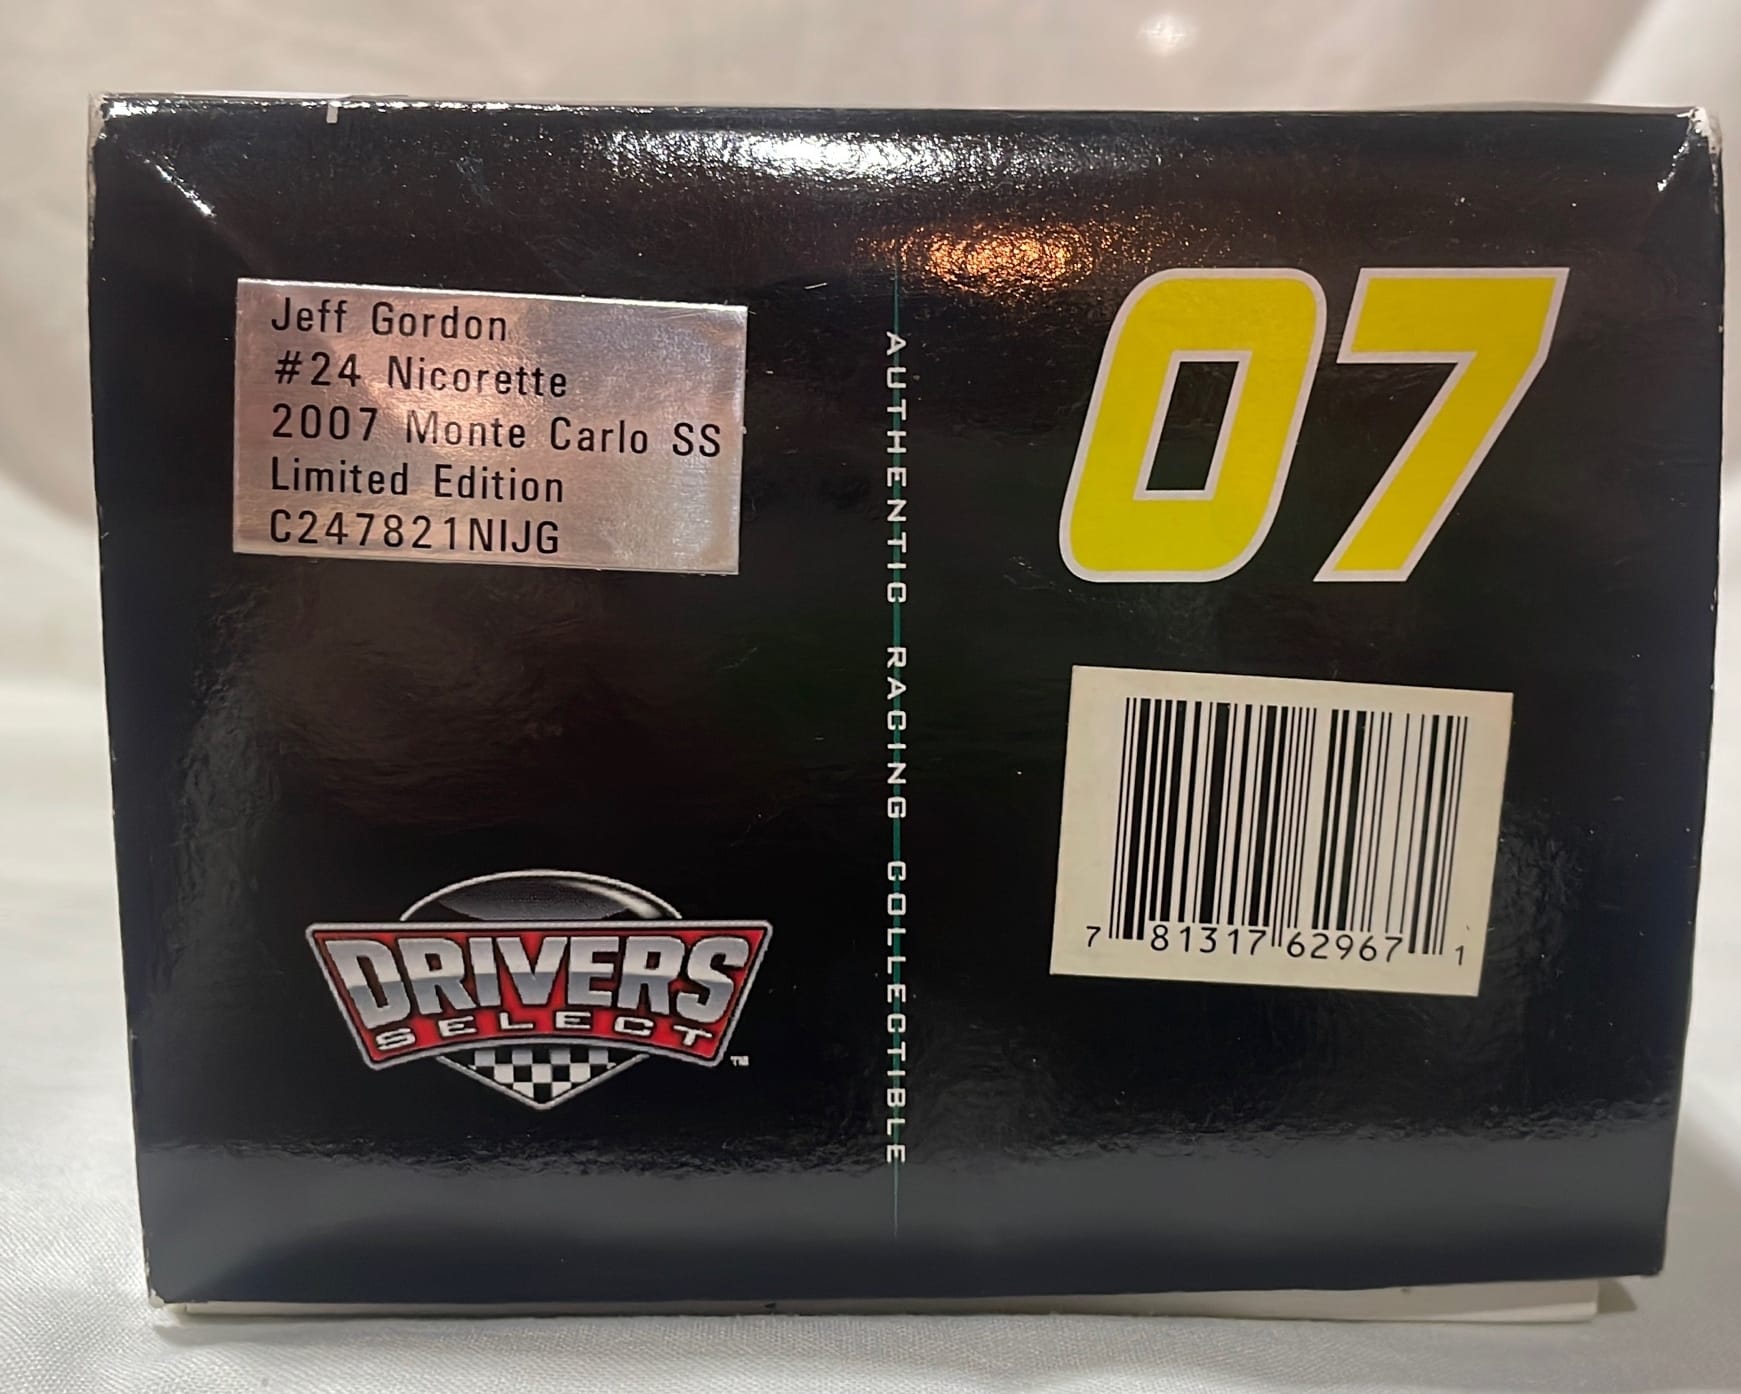 Jeff Gordon
#24 Nicorette
2007 Monte Carlo SS
Limited Edition
C247821NIJG
DRIVERS
SELECT
TM
AUTHENTIC RACING COLLECTIBLE
07
7 81317 62967 1